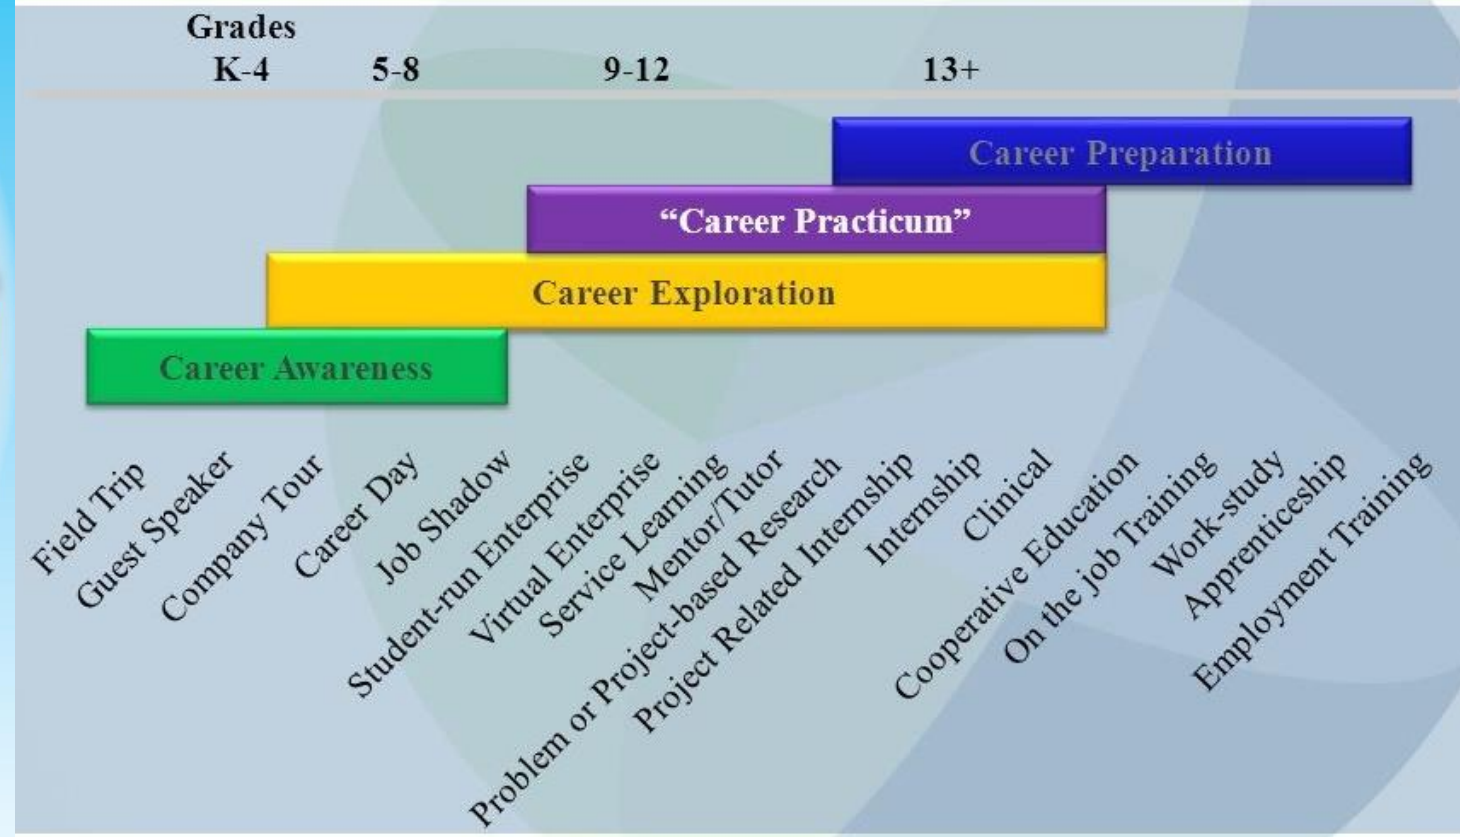 Grades
K-4 5-8 9-12 13+
Career Preparation
“Career Practicum”
Career Exploration
Career Awareness
Field Trip
Guest Speaker
Company Tour
Career Day
Job Shadow
Student-run Enterprise
Virtual Enterprise
Service Learning
Mentor/Tutor
Problem or Project-based Research
Project Related Internship
Internship
Clinical
Cooperative Education
On the job Training
Work-study
Apprenticeship
Employment Training